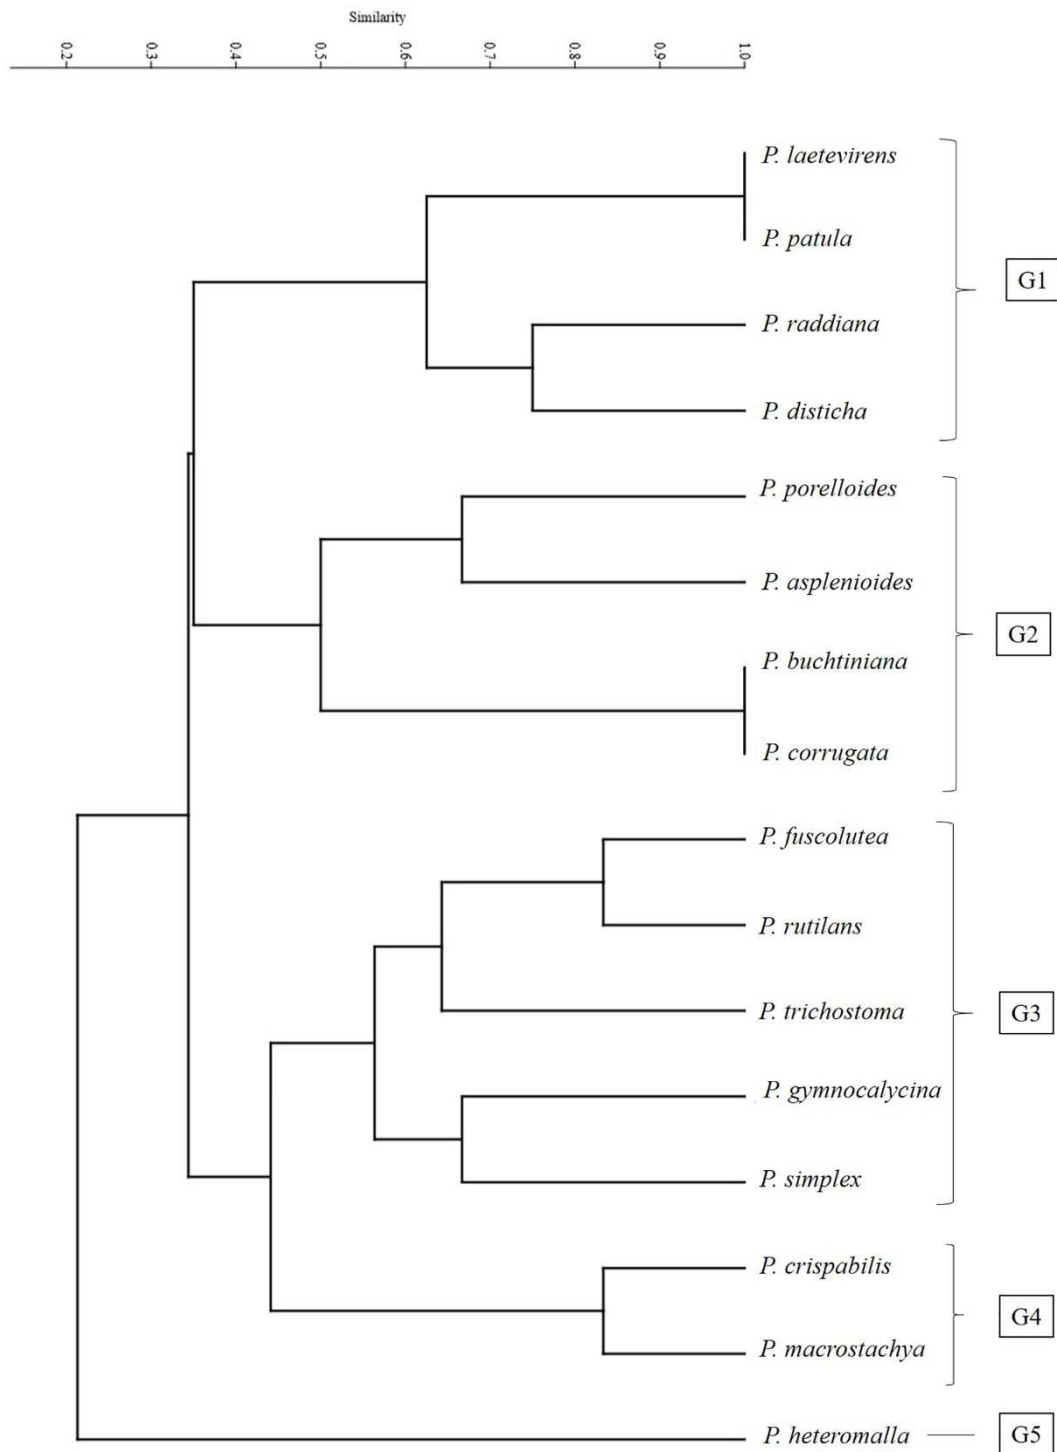 Similarity
0.2 0.3 0.4 0.5 0.6 0.7 0.8 0.9 1.0
P. laetevirens
P. patula
G1
P. raddiana
P. disticha
P. porelloides
P. asplenioides
G2
P. buchtiniana
P. corrugata
P. fuscolutea
P. rutilans
P. trichostoma
G3
P. gymnocalycina
P. simplex
P. crispabilis
G4
P. macrostachya
P. heteromalla G5